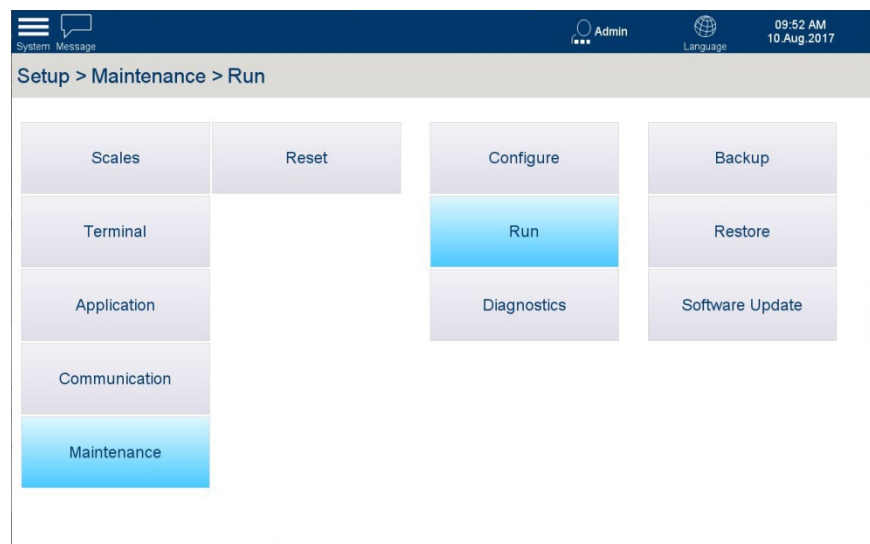 System Message
Admin
Language
09:52 AM
10.Aug.2017
Setup > Maintenance > Run
Scales
Reset
Configure
Backup
Terminal
Run
Restore
Application
Diagnostics
Software Update
Communication
Maintenance